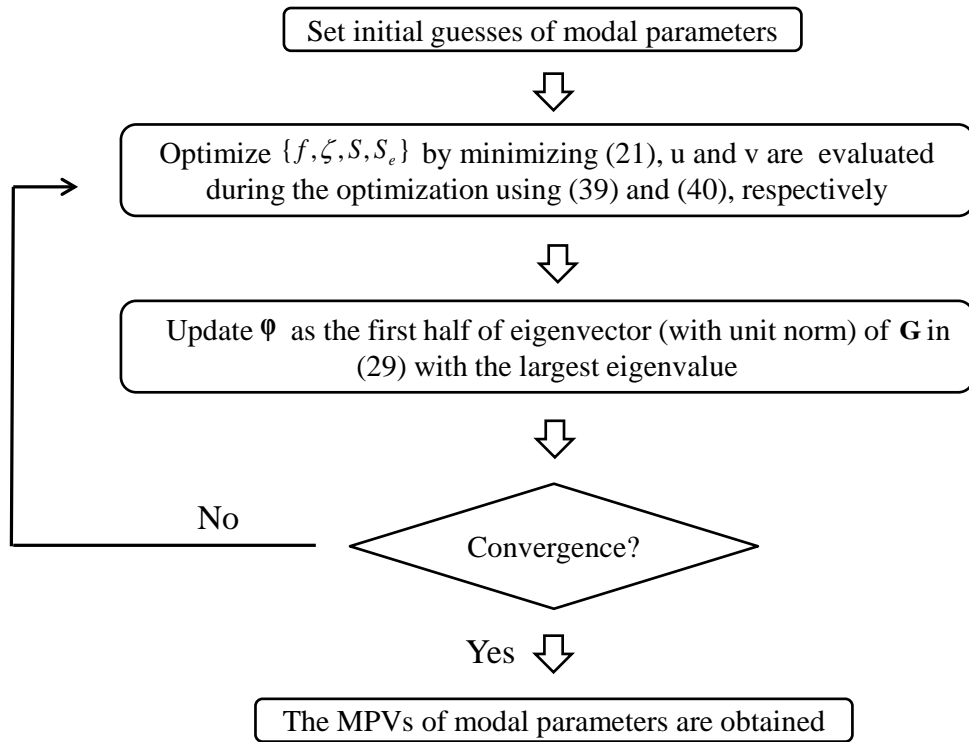 Set initial guesses of modal parameters
Optimize {f,ζ,S,S_e} by minimizing (21), u and v are evaluated
during the optimization using (39) and (40), respectively
Update φ as the first half of eigenvector (with unit norm) of G in
(29) with the largest eigenvalue
No
Convergence?
Yes
The MPVs of modal parameters are obtained